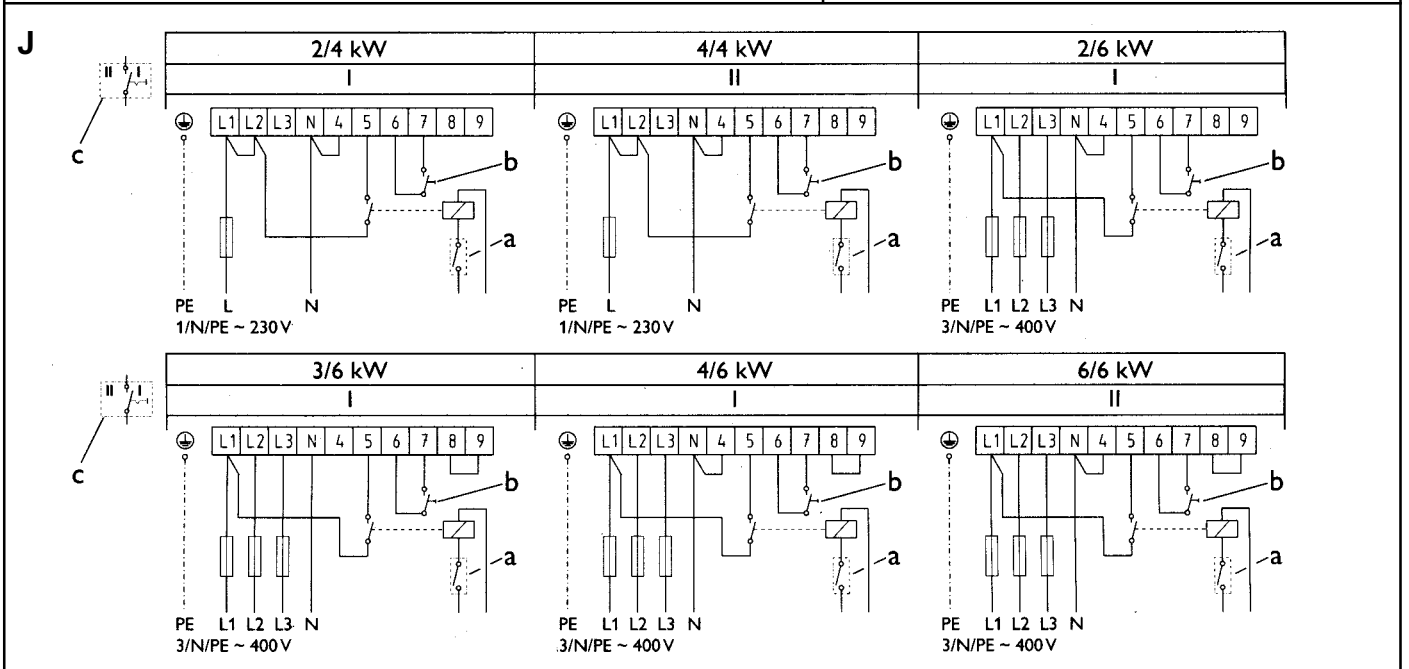 J
2/4 kW 4/4 kW 2/6 kW
II I I II I
c
L1 L2 L3 N 4 5 6 7 8 9 L1 L2 L3 N 4 5 6 7 8 9 L1 L2 L3 N 4 5 6 7 8 9
b b b
a a a
PE L N PE L N PE L1 L2 L3 N
1/N/PE ~ 230 V 1/N/PE ~ 230 V 3/N/PE ~ 400 V
3/6 kW 4/6 kW 6/6 kW
II I I I II
c
L1 L2 L3 N 4 5 6 7 8 9 L1 L2 L3 N 4 5 6 7 8 9 L1 L2 L3 N 4 5 6 7 8 9
b b b
a a a
PE L1 L2 L3 N PE L1 L2 L3 N PE L1 L2 L3 N
3/N/PE ~ 400 V 3/N/PE ~ 400 V 3/N/PE ~ 400 V